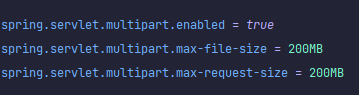 spring.servlet.multipart.enabled = true
spring.servlet.multipart.max-file-size = 200MB
spring.servlet.multipart.max-request-size = 200MB